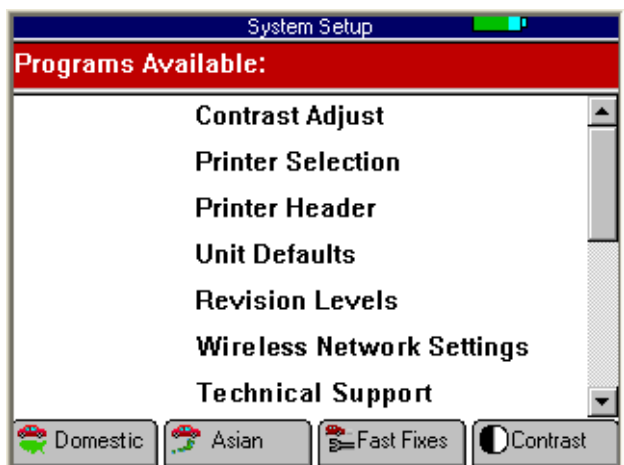 System Setup
Programs Available:
Contrast Adjust
Printer Selection
Printer Header
Unit Defaults
Revision Levels
Wireless Network Settings
Technical Support
Domestic Asian Fast Fixes Contrast